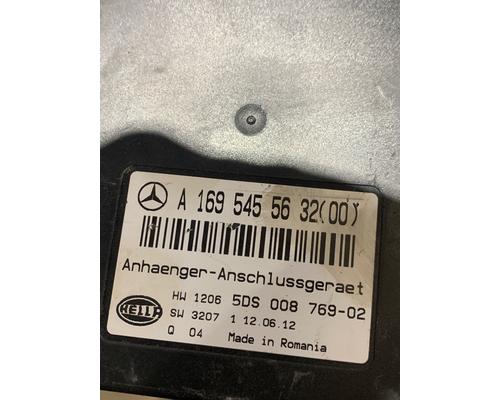 A 169 545 56 32(00)
Anhaenger-Anschlussgeraet
HW 1206 5DS 008 769-02
HELLA SW 3207 1 12.06.12
Q 04 Made in Romania